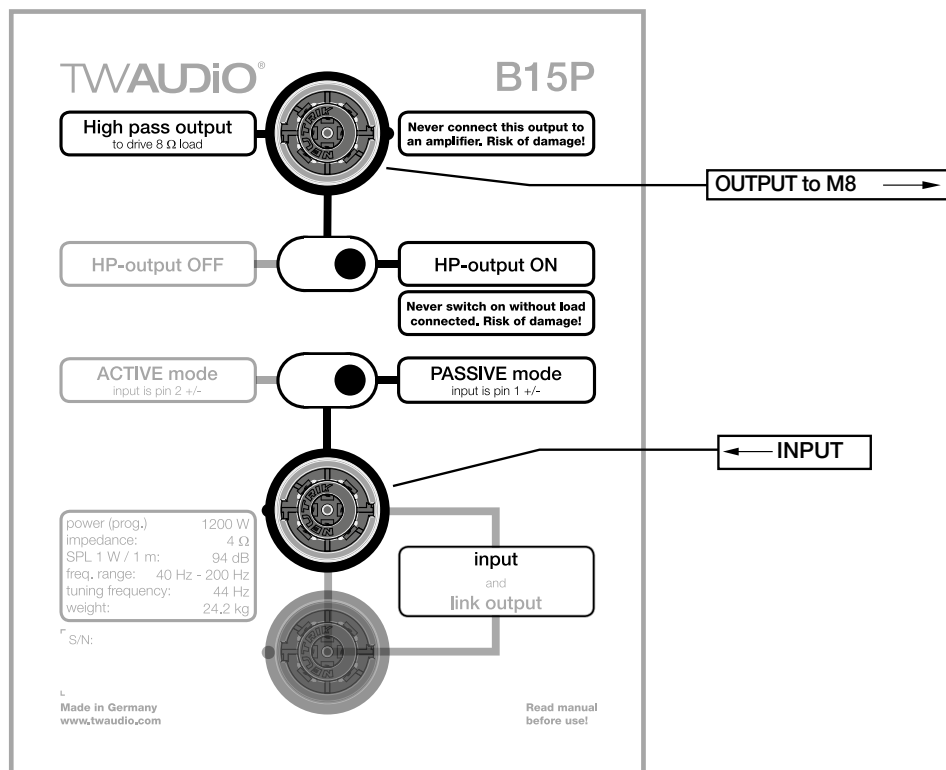 TWAUDiO®
B15P
High pass output
to drive 8 Ω load
Never connect this output to
an amplifier. Risk of damage!
NEUTRIK
OUTPUT to M8
HP-output OFF
HP-output ON
Never switch on without load
connected. Risk of damage!
ACTIVE mode
input is pin 2 +/-
PASSIVE mode
input is pin 1 +/-
INPUT
NEUTRIK
power (prog.) 1200 W
impedance: 4 Ω
SPL 1 W / 1 m: 94 dB
freq. range: 40 Hz - 200 Hz
tuning frequency: 44 Hz
weight: 24.2 kg
input
and
link output
S/N:
NEUTRIK
Made in Germany
www.twaudio.com
Read manual
before use!